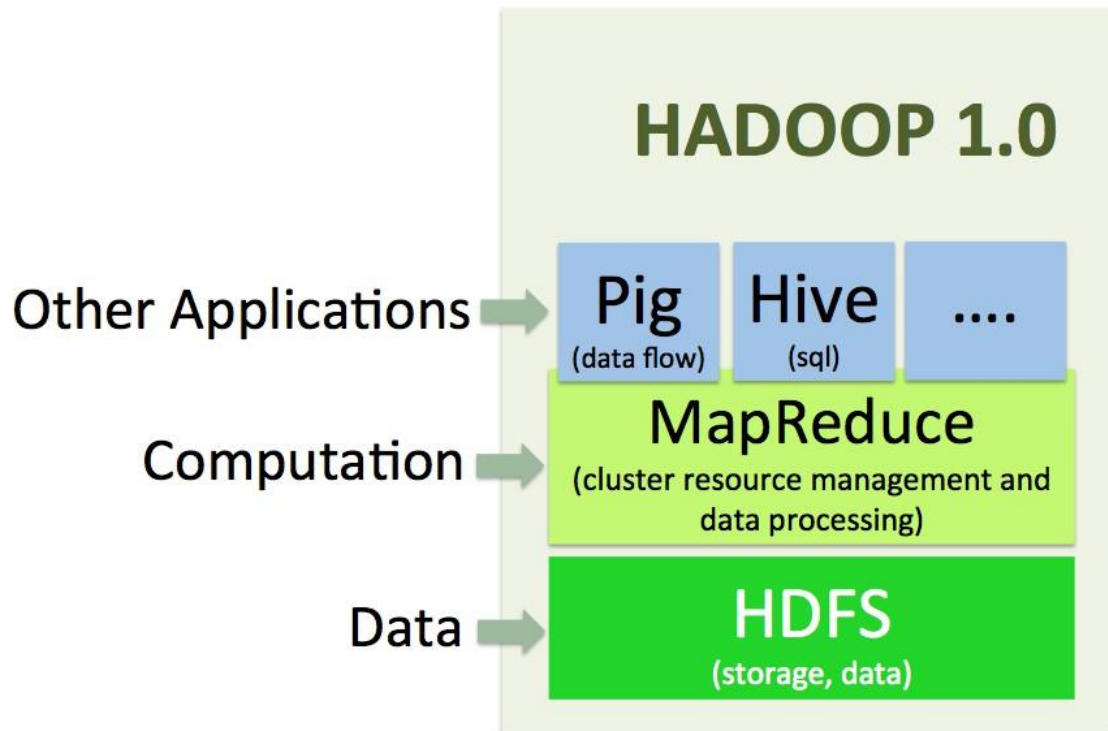 HADOOP 1.0
Other Applications
Pig
(data flow)
Hive
(sql)
....
Computation
MapReduce
(cluster resource management and
data processing)
Data
HDFS
(storage, data)